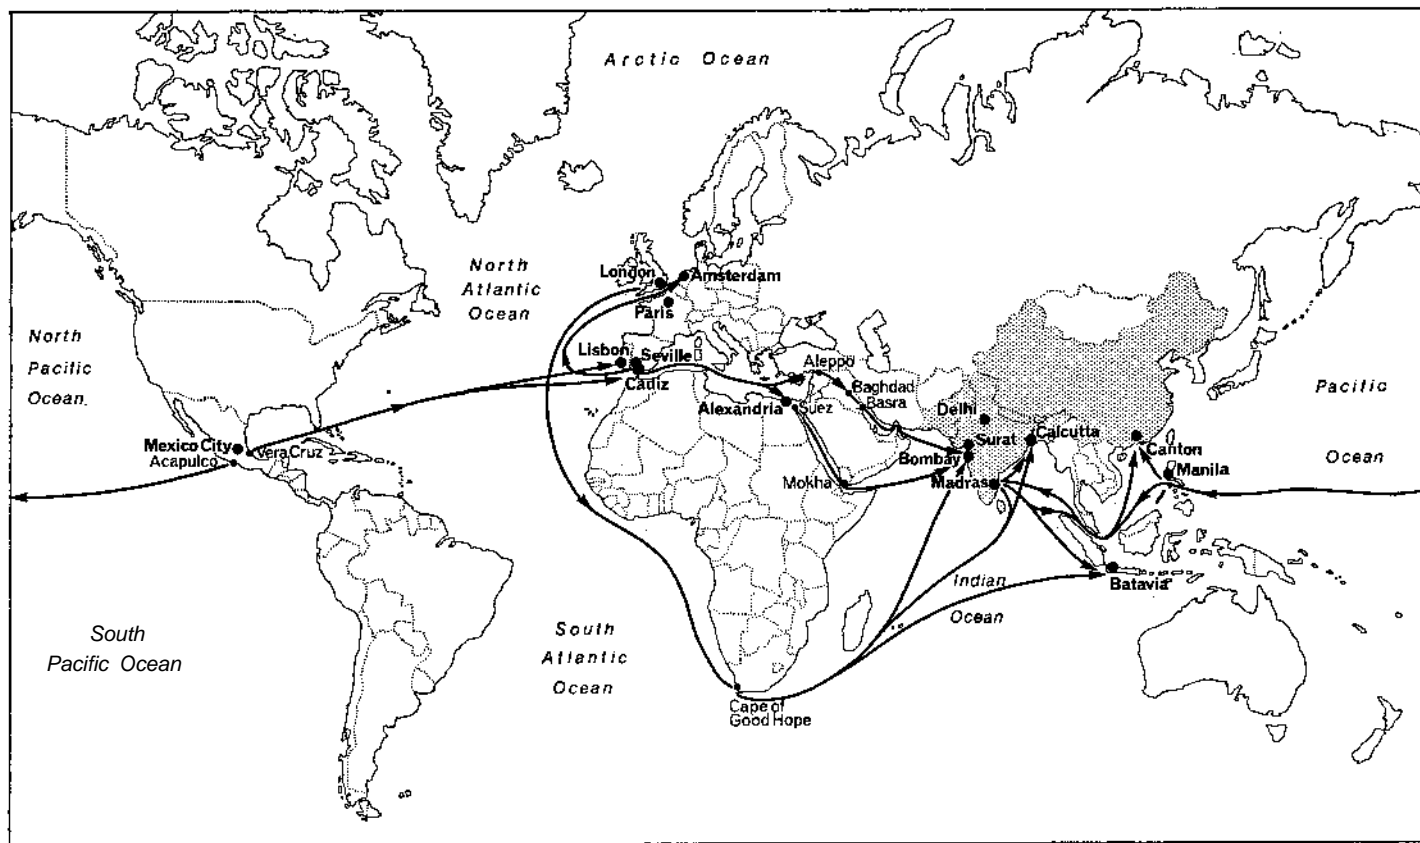 Arctic Ocean
North
Atlantic
Ocean
London
Amsterdam
Paris
North
Pacific
Ocean.
Lisbon
Seville
Cadiz
Aleppo
Baghdad
Basra
Alexandria
Suez
Delhi
Surat
Calcutta
Bombay
Canton
Manila
Pacific
Ocean
Mexico City
Vera Cruz
Acapulco
Mokha
Madras
Batavia
Indian
Ocean
South
Pacific Ocean
South
Atlantic
Ocean
Cape of
Good Hope